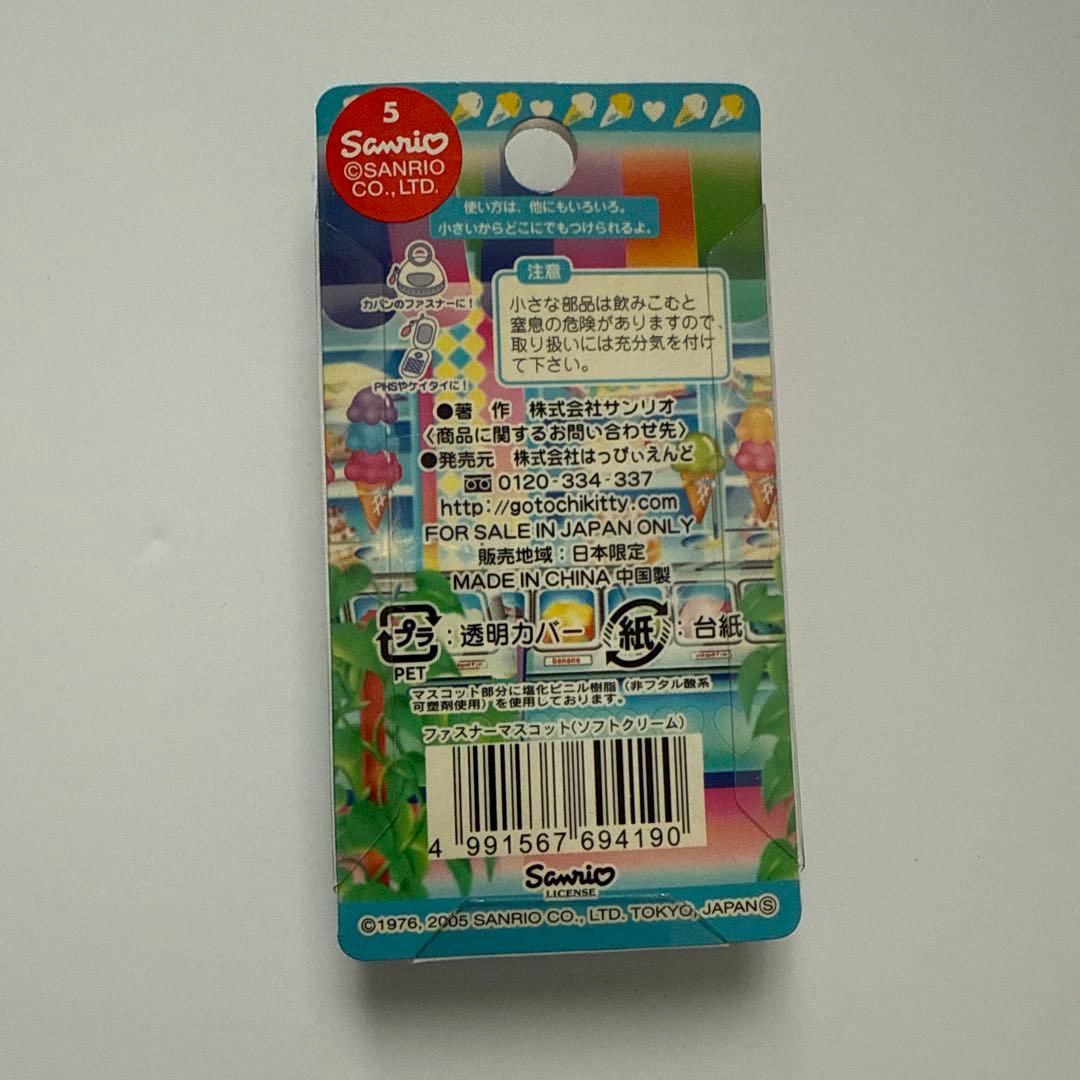 5
Sanrio
©SANRIO
CO., LTD.
使い方は、他にもいろいろ。
小さいからどこにでもつけられるよ。
カバンのファスナーに!
PHSやケイタイに!
注意
小さな部品は飲みこむと
窒息の危険がありますので、
取り扱いには充分気を付け
て下さい。
●著 作 株式会社サンリオ
〈商品に関するお問い合わせ先〉
●発売元 株式会社はっぴぃえんど
0120-334-337
http://gotochikitty.com
FOR SALE IN JAPAN ONLY
販売地域:日本限定
MADE IN CHINA 中国製
プラ:透明カバー
PET
紙:台紙
banana
マスコット部分に塩化ビニル樹脂(非フタル酸系
可塑剤使用)を使用しております。
ファスナーマスコット(ソフトクリーム)
4 991567 694190
Sanrio
LICENSE
©1976, 2005 SANRIO CO., LTD. TOKYO, JAPAN Ⓢ